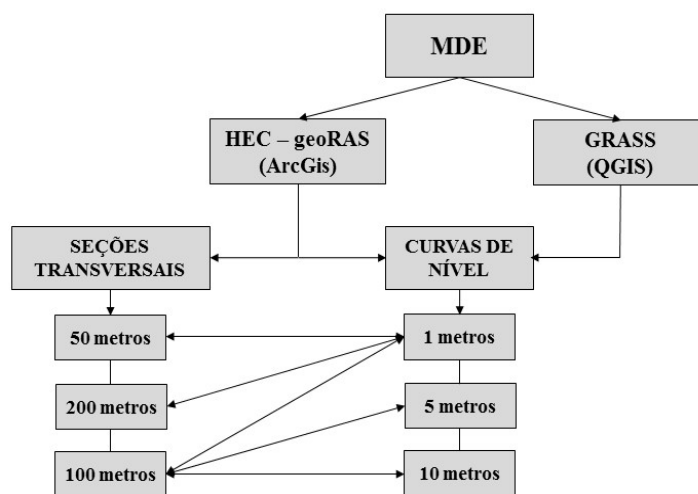 MDE
HEC – geoRAS
(ArcGis)
GRASS
(QGIS)
SEÇÕES
TRANSVERSAIS
CURVAS DE
NÍVEL
50 metros
1 metros
200 metros
5 metros
100 metros
10 metros